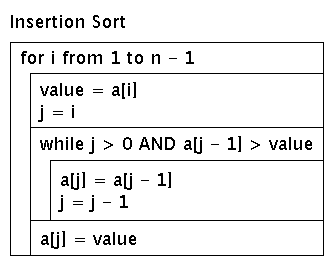 Insertion Sort
for i from 1 to n - 1
value = a[i]
j = i
while j > 0 AND a[j - 1] > value
a[j] = a[j - 1]
j = j - 1
a[j] = value